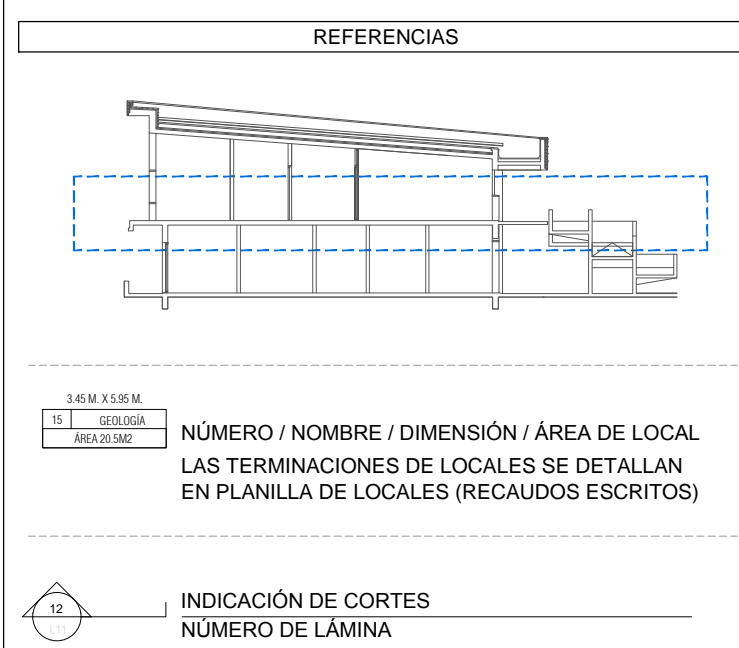 REFERENCIAS
3.45 M. X 5.95 M.
15 GEOLOGÍA
ÁREA 20.5M2
NÚMERO / NOMBRE / DIMENSIÓN / ÁREA DE LOCAL
LAS TERMINACIONES DE LOCALES SE DETALLAN
EN PLANILLA DE LOCALES (RECAUDOS ESCRITOS)
12
L11
INDICACIÓN DE CORTES
NÚMERO DE LÁMINA